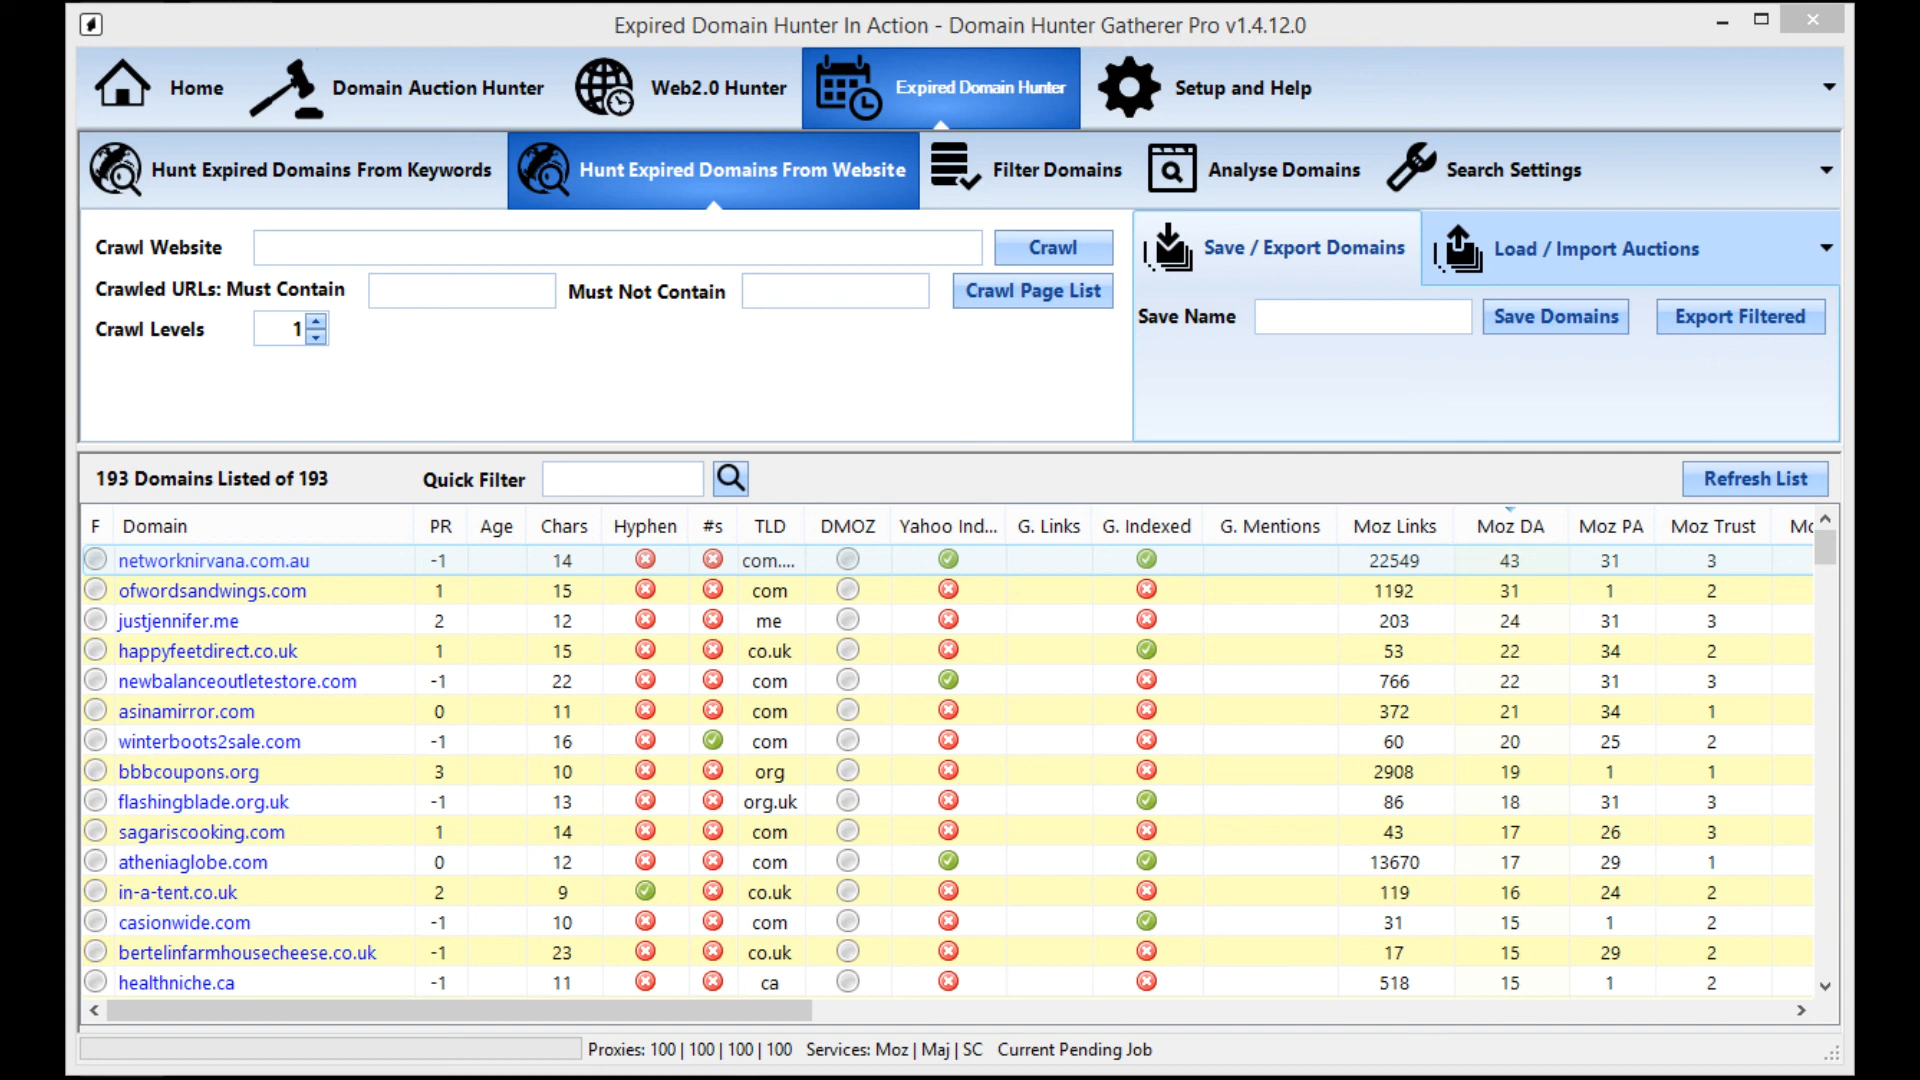 Expired Domain Hunter In Action - Domain Hunter Gatherer Pro v1.4.12.0
Home Domain Auction Hunter Web2.0 Hunter Expired Domain Hunter Setup and Help
Hunt Expired Domains From Keywords Hunt Expired Domains From Website Filter Domains Analyse Domains Search Settings
Crawl Website Crawl
Crawled URLs: Must Contain Must Not Contain Crawl Page List
Crawl Levels 1
Save / Export Domains Load / Import Auctions
Save Name Save Domains Export Filtered
193 Domains Listed of 193 Quick Filter Refresh List
F Domain PR Age Chars Hyphen #s TLD DMOZ Yahoo Ind... G. Links G. Indexed G. Mentions Moz Links Moz DA Moz PA Moz Trust Mo
networknirvana.com.au -1 14 com.... 22549 43 31 3
ofwordsandwings.com 1 15 com 1192 31 1 2
justjennifer.me 2 12 me 203 24 31 3
happyfeetdirect.co.uk 1 15 co.uk 53 22 34 2
newbalanceoutletestore.com -1 22 com 766 22 31 3
asinamirror.com 0 11 com 372 21 34 1
winterboots2sale.com -1 16 com 60 20 25 2
bbbcoupons.org 3 10 org 2908 19 1 1
flashingblade.org.uk -1 13 org.uk 86 18 31 3
sagariscooking.com 1 14 com 43 17 26 3
atheniaglobe.com 0 12 com 13670 17 29 1
in-a-tent.co.uk 2 9 co.uk 119 16 24 2
casionwide.com -1 10 com 31 15 1 2
bertelinfarmhousecheese.co.uk -1 23 co.uk 17 15 29 2
healthniche.ca -1 11 ca 518 15 1 2
Proxies: 100 | 100 | 100 | 100 Services: Moz | Maj | SC Current Pending Job